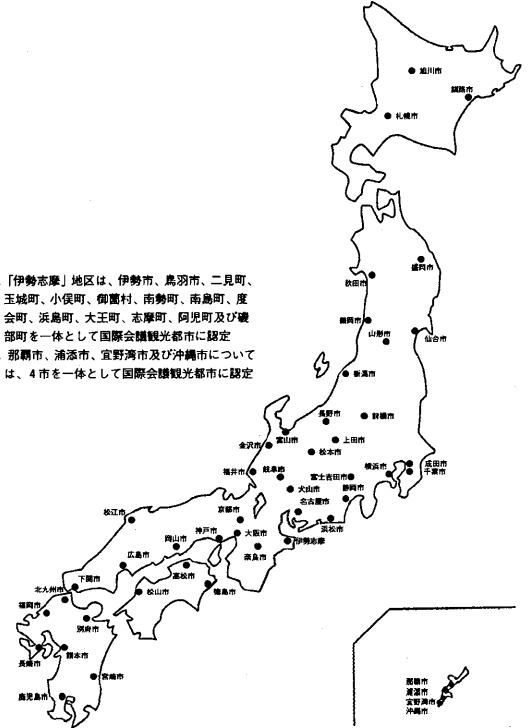 旭川市
釧路市
札幌市
「伊勢志摩」地区は、伊勢市、鳥羽市、二見町、
玉城町、小俣町、御薗村、南勢町、南島町、度
会町、浜島町、大王町、志摩町、阿児町及び磯
部町を一体として国際会議観光都市に認定
那覇市、浦添市、宜野湾市及び沖縄市について
は、4市を一体として国際会議観光都市に認定
盛岡市
秋田市
鶴岡市
山形市
仙台市
新潟市
長野市
前橋市
富山市
上田市
金沢市
松本市
福井市
岐阜市
富士吉田市
横浜市
成田市
千葉市
犬山市
静岡市
名古屋市
浜松市
松江市
京都市
神戸市
大阪市
伊勢志摩
岡山市
奈良市
広島市
高松市
下関市
北九州市
松山市
徳島市
福岡市
別府市
長崎市
熊本市
宮崎市
鹿児島市
那覇市
浦添市
宜野湾市
沖縄市